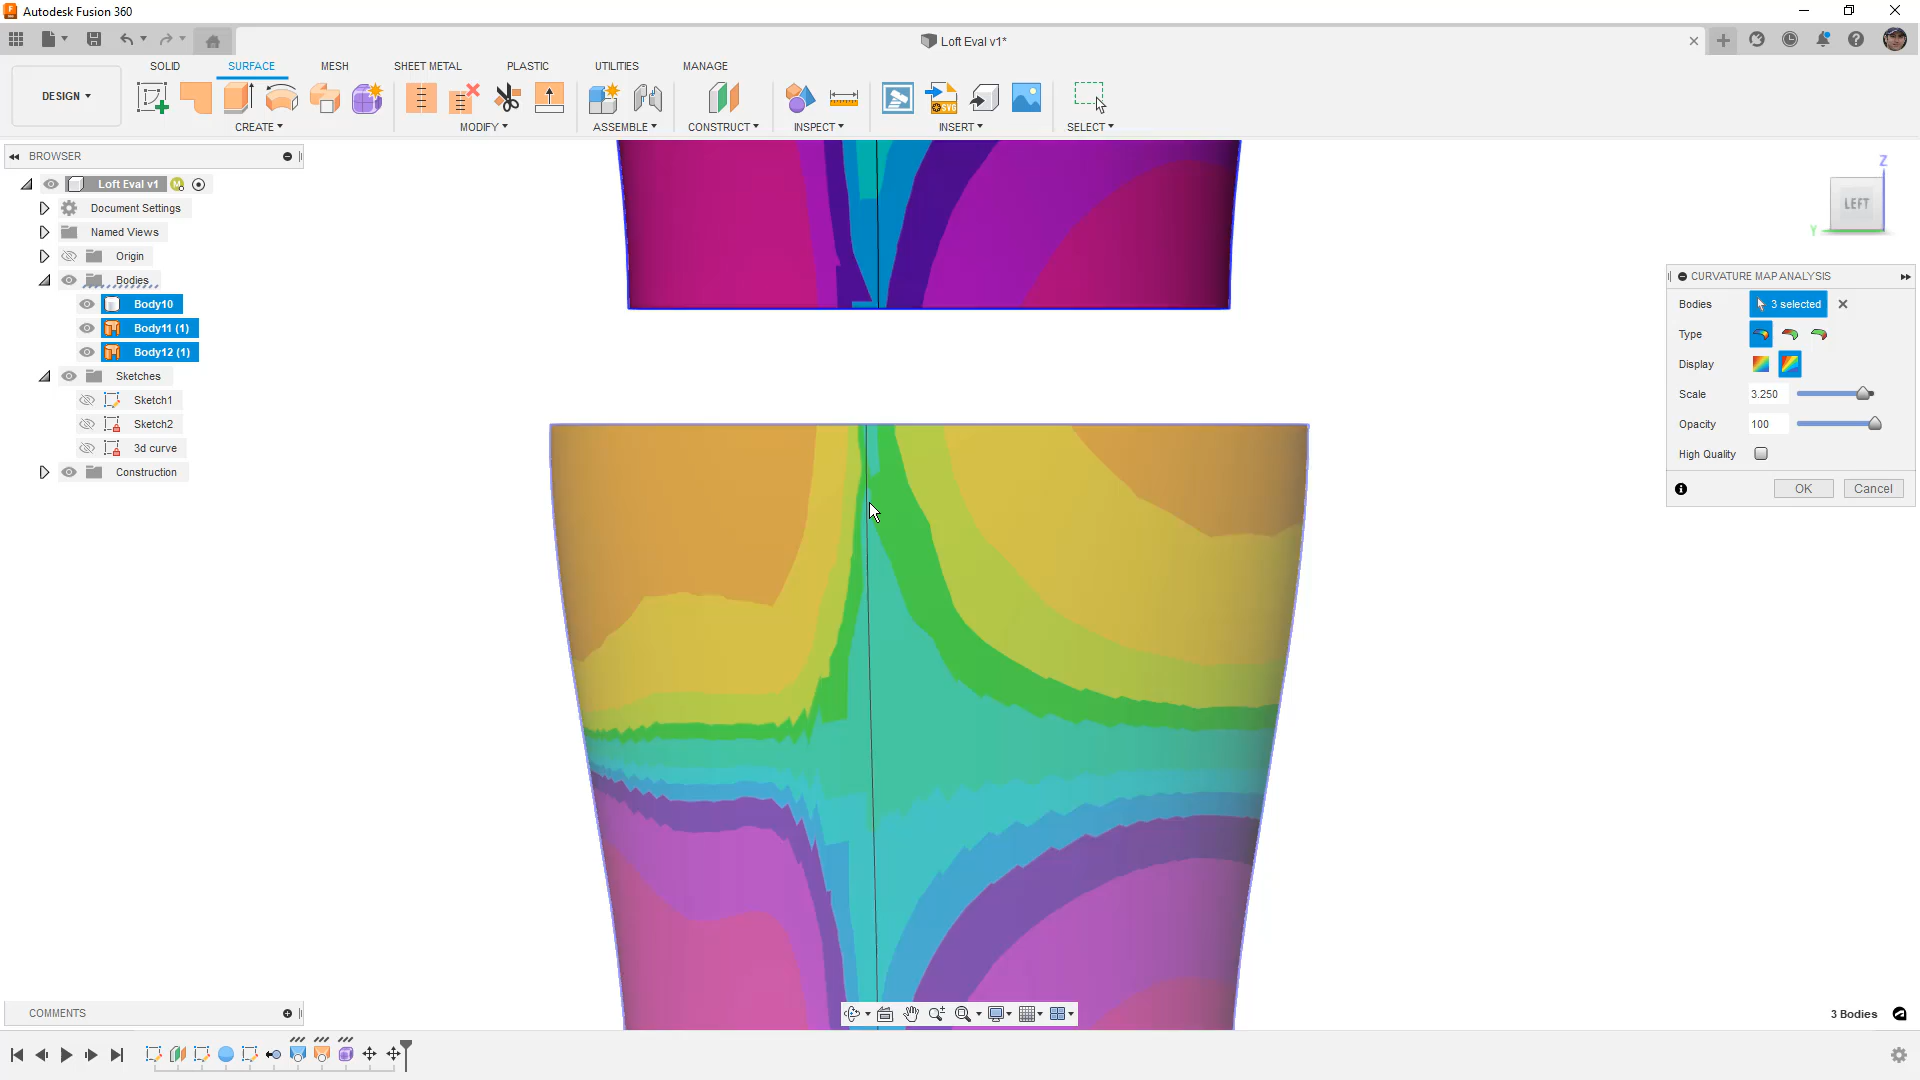 Autodesk Fusion 360
Loft Eval v1*
DESIGN
SOLID SURFACE MESH SHEET METAL PLASTIC UTILITIES MANAGE
CREATE MODIFY ASSEMBLE CONSTRUCT INSPECT INSERT SELECT
SVG
BROWSER
Loft Eval v1
M
Document Settings
Named Views
Origin
Bodies
Body10
Body11 (1)
Body12 (1)
Sketches
Sketch1
Sketch2
3d curve
Construction
Z
LEFT
Y
CURVATURE MAP ANALYSIS
Bodies 3 selected
Type
Display
Scale 3.250
Opacity 100
High Quality
OK Cancel
COMMENTS
3 Bodies